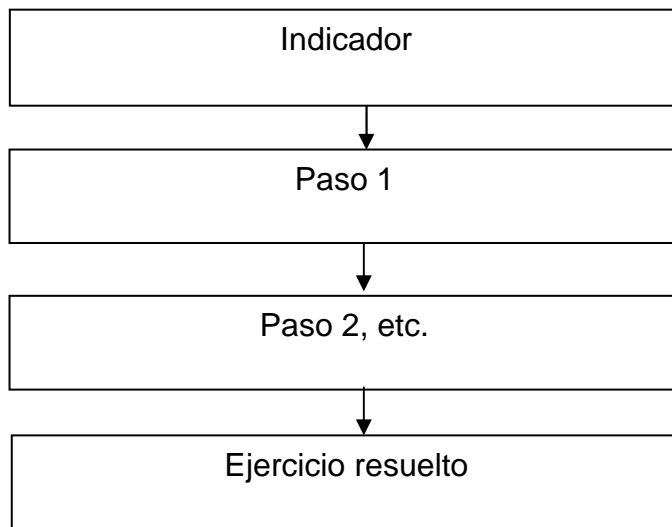 Indicador
Paso 1
Paso 2, etc.
Ejercicio resuelto